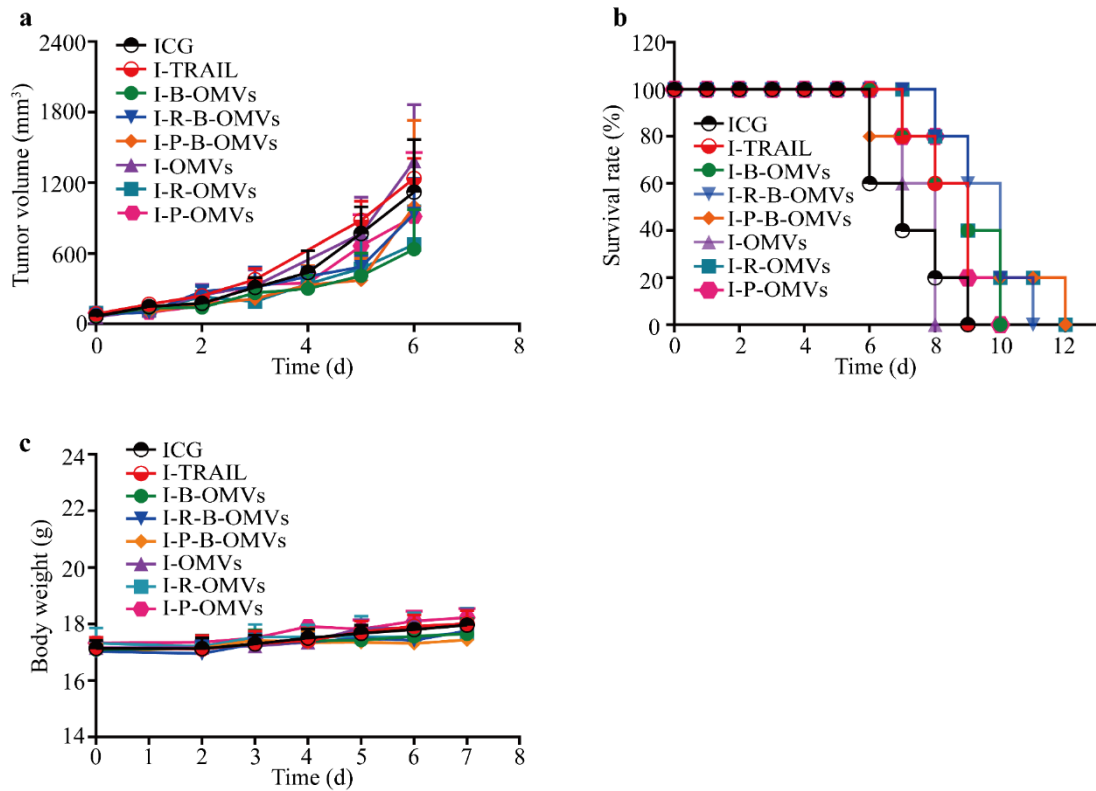 a
2400
1800
1200
600
0
Tumor volume (mm³)
ICG
I-TRAIL
I-B-OMVs
I-R-B-OMVs
I-P-B-OMVs
I-OMVs
I-R-OMVs
I-P-OMVs
0 2 4 6 8
Time (d)
b
120
100
80
60
40
20
0
Survival rate (%)
ICG
I-TRAIL
I-B-OMVs
I-R-B-OMVs
I-P-B-OMVs
I-OMVs
I-R-OMVs
I-P-OMVs
0 2 4 6 8 10 12
Time (d)
c
24
22
20
18
16
14
Body weight (g)
ICG
I-TRAIL
I-B-OMVs
I-R-B-OMVs
I-P-B-OMVs
I-OMVs
I-R-OMVs
I-P-OMVs
0 1 2 3 4 5 6 7 8
Time (d)